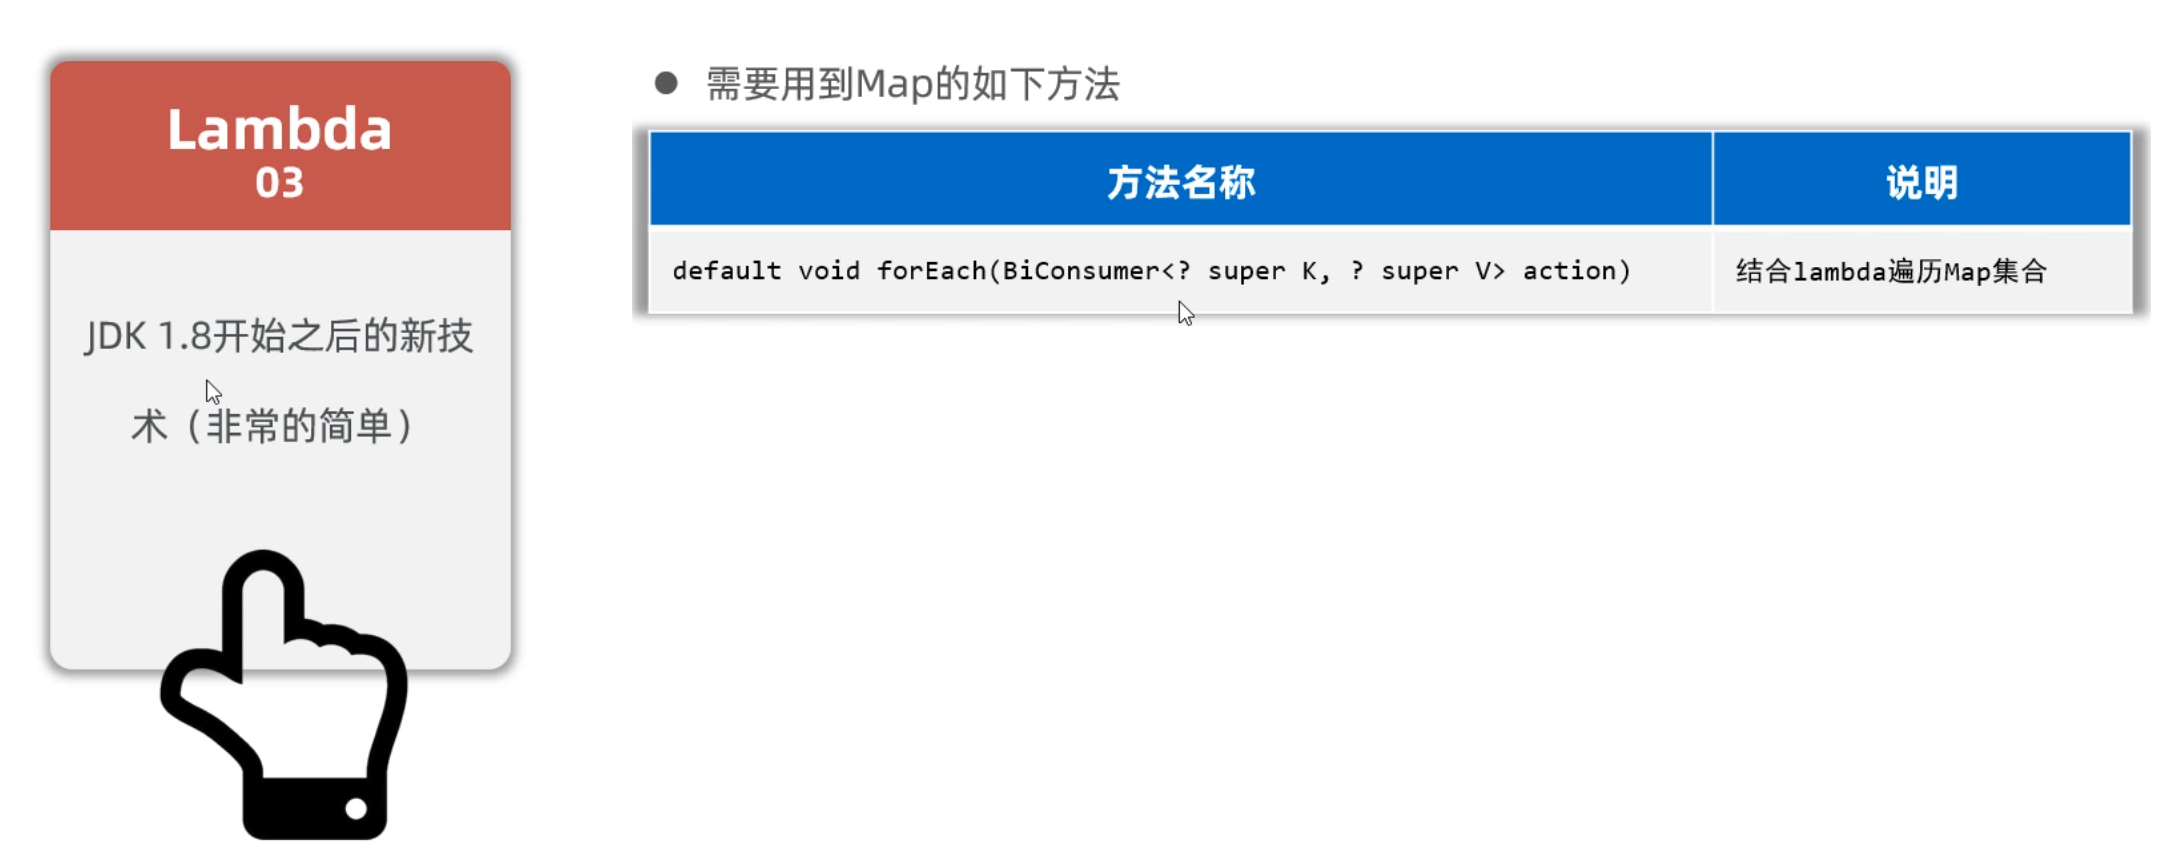 Lambda
03
JDK 1.8开始之后的新技
术（非常的简单）
需要用到Map的如下方法
方法名称 说明
default void forEach(BiConsumer<? super K, ? super V> action) 结合lambda遍历Map集合